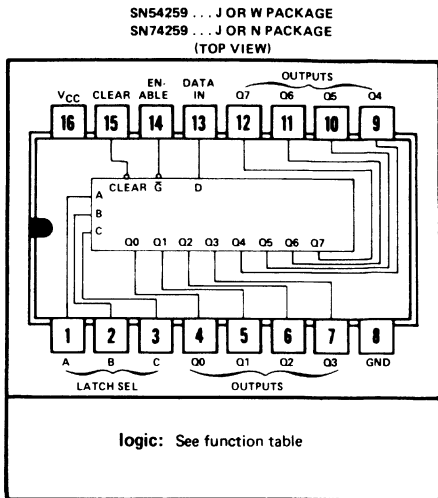 SN54259 ... J OR W PACKAGE
SN74259 ... J OR N PACKAGE
(TOP VIEW)
OUTPUTS
EN- DATA
VCC CLEAR ABLE IN Q7 Q6 Q5 Q4
16 15 14 13 12 11 10 9
CLEAR G̅ D
A
B
C
Q0 Q1 Q2 Q3 Q4 Q5 Q6 Q7
1 2 3 4 5 6 7 8
A B C Q0 Q1 Q2 Q3 GND
LATCH SEL OUTPUTS
logic: See function table